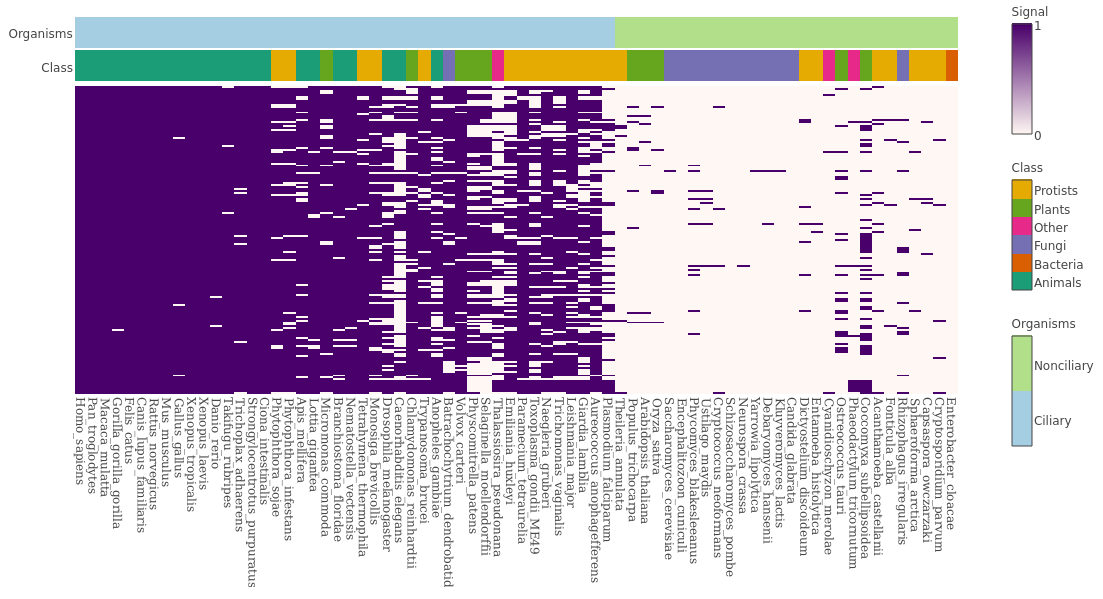 Signal
Organisms
Class
1
0
Class
Protists
Plants
Other
Fungi
Bacteria
Animals
Organisms
Nonciliary
Ciliary
Homo_sapiens
Pan_troglodytes
Macaca_mulatta
Gorilla_gorilla_gorilla
Felis_catus
Canis_lupus_familiaris
Rattus_norvegicus
Mus_musculus
Gallus_gallus
Xenopus_tropicalis
Xenopus_laevis
Danio_rerio
Takifugu_rubripes
Trichoplax_adhaerens
Strongylocentrotus_purpuratus
Ciona_intestinalis
Phytophthora_sojae
Phytophthora_infestans
Apis_mellifera
Lottia_gigantea
Micromonas_commoda
Branchiostoma_floridae
Nematostella_vectensis
Tetrahymena_thermophila
Monosiga_brevicollis
Drosophila_melanogaster
Caenorhabditis_elegans
Chlamydomonas_reinhardtii
Trypanosoma_brucei
Anopheles_gambiae
Batrachochytrium_dendrobatid
Volvox_carteri
Physcomitrella_patens
Selaginella_moellendorffii
Thalassiosira_pseudonana
Emiliania_huxleyi
Paramecium_tetraurelia
Toxoplasma_gondii_ME49
Naegleria_gruberi
Trichomonas_vaginalis
Leishmania_major
Giardia_lamblia
Aureococcus_anophagefferens
Plasmodium_falciparum
Theileria_annulata
Populus_trichocarpa
Arabidopsis_thaliana
Oryza_sativa
Saccharomyces_cerevisiae
Encephalitozoon_cuniculi
Phycomyces_blakesleeanus
Ustilago_maydis
Cryptococcus_neoformans
Schizosaccharomyces_pombe
Neurospora_crassa
Yarrowia_lipolytica
Debaryomyces_hansenii
Kluyveromyces_lactis
Candida_glabrata
Dictyostelium_discoideum
Entamoeba_histolytica
Cyanidioschyzon_merolae
Ostreococcus_tauri
Phaeodactylum_tricornutum
Coccomyxa_subellipsoidea
Acanthamoeba_castellanii
Fonticula_alba
Rhizophagus_irregularis
Sphaeroforma_arctica
Capsaspora_owczarzaki
Cryptosporidium_parvum
Enterobacter_cloacae